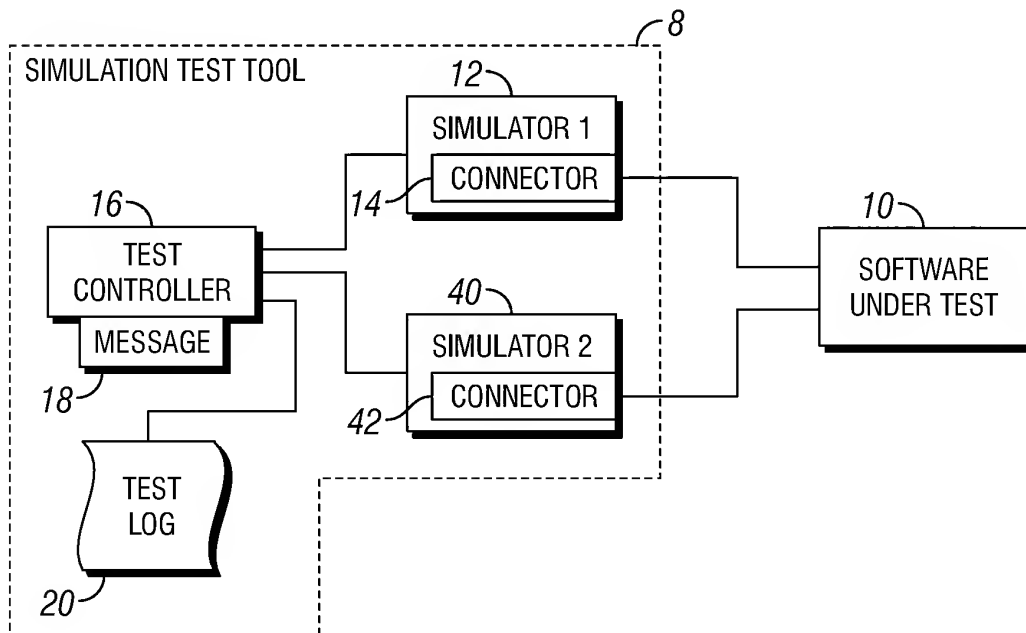 8
SIMULATION TEST TOOL
12
SIMULATOR 1
CONNECTOR
14
16
TEST
CONTROLLER
MESSAGE
18
10
SOFTWARE
UNDER TEST
40
SIMULATOR 2
CONNECTOR
42
TEST
LOG
20